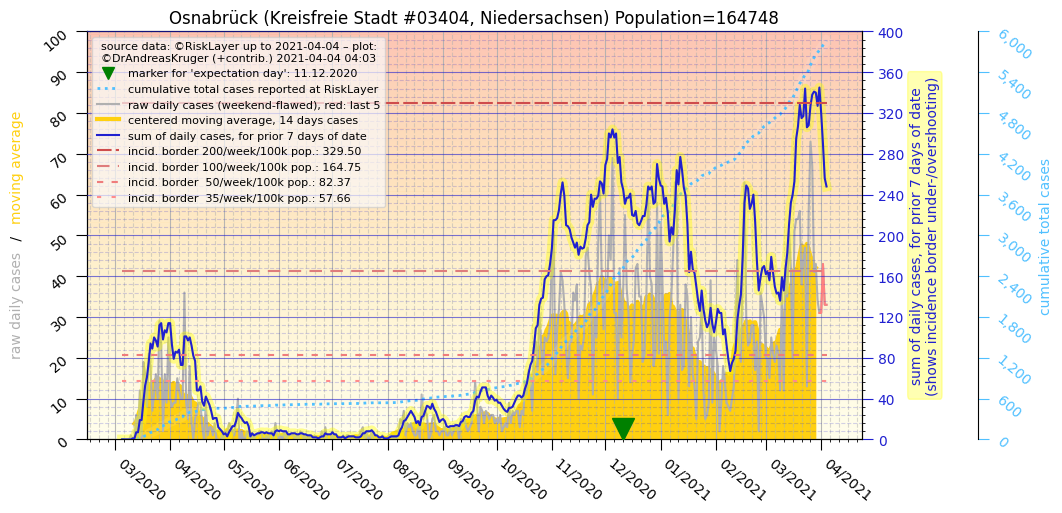 Osnabrück (Kreisfreie Stadt #03404, Niedersachsen) Population=164748
source data: ©RiskLayer up to 2021-04-04 – plot:
©DrAndreasKruger (+contrib.) 2021-04-04 04:03
marker for 'expectation day': 11.12.2020
cumulative total cases reported at RiskLayer
raw daily cases (weekend-flawed), red: last 5
centered moving average, 14 days cases
sum of daily cases, for prior 7 days of date
incid. border 200/week/100k pop.: 329.50
incid. border 100/week/100k pop.: 164.75
incid. border 50/week/100k pop.: 82.37
incid. border 35/week/100k pop.: 57.66
raw daily cases / moving average
100
90
80
70
60
50
40
30
20
10
0
03/2020
04/2020
05/2020
06/2020
07/2020
08/2020
09/2020
10/2020
11/2020
12/2020
01/2021
02/2021
03/2021
04/2021
400
360
320
280
240
200
160
120
80
40
0
sum of daily cases, for prior 7 days of date
(shows incidence border under-/overshooting)
6,000
5,400
4,800
4,200
3,600
3,000
2,400
1,800
1,200
600
0
cumulative total cases